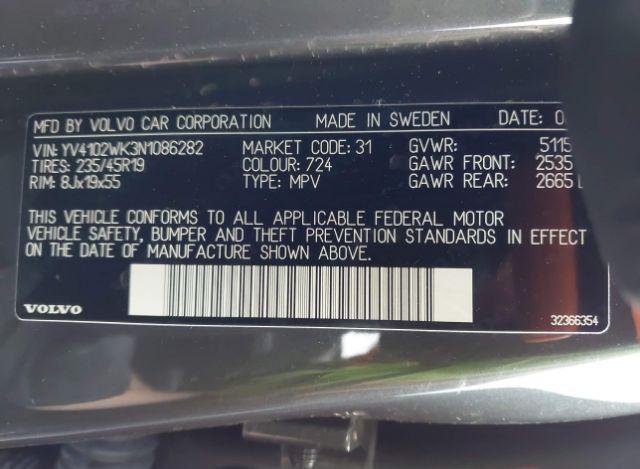 MFD BY VOLVO CAR CORPORATION MADE IN SWEDEN DATE: 0
VIN: YV4102WK3N1086282 MARKET CODE: 31 GVWR: 5115
TIRES: 235/45R19 COLOUR: 724 GAWR FRONT: 2535
RIM: 8Jx19x55 TYPE: MPV GAWR REAR: 2665 L
THIS VEHICLE CONFORMS TO ALL APPLICABLE FEDERAL MOTOR
VEHICLE SAFETY, BUMPER AND THEFT PREVENTION STANDARDS IN EFFECT
ON THE DATE OF MANUFACTURE SHOWN ABOVE.
VOLVO 32366354